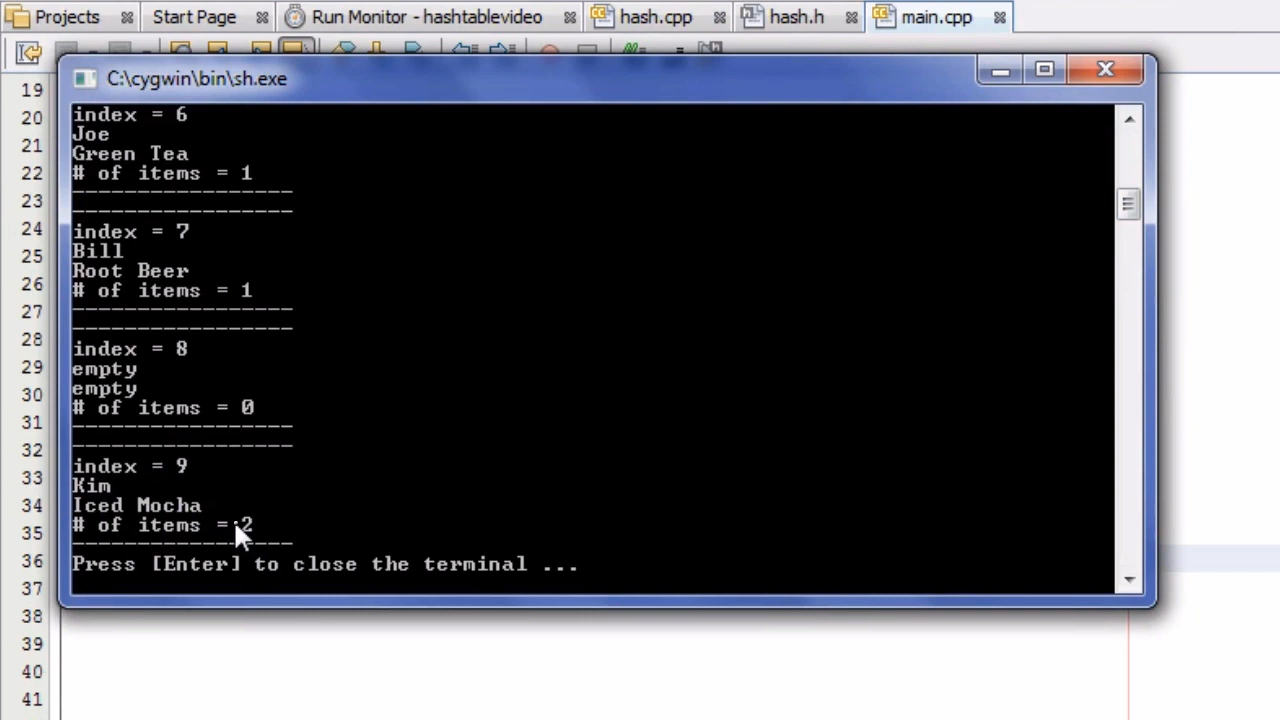 Projects Start Page Run Monitor - hashtablevideo hash.cpp hash.h main.cpp
C:\cygwin\bin\sh.exe
19
20
21
22
23
24
25
26
27
28
29
30
31
32
33
34
35
36
37
38
39
40
41
index = 6
Joe
Green Tea
# of items = 1
-----------------
-----------------
index = 7
Bill
Root Beer
# of items = 1
-----------------
-----------------
index = 8
empty
empty
# of items = 0
-----------------
-----------------
index = 9
Kim
Iced Mocha
# of items = 2
-----------------
Press [Enter] to close the terminal ...